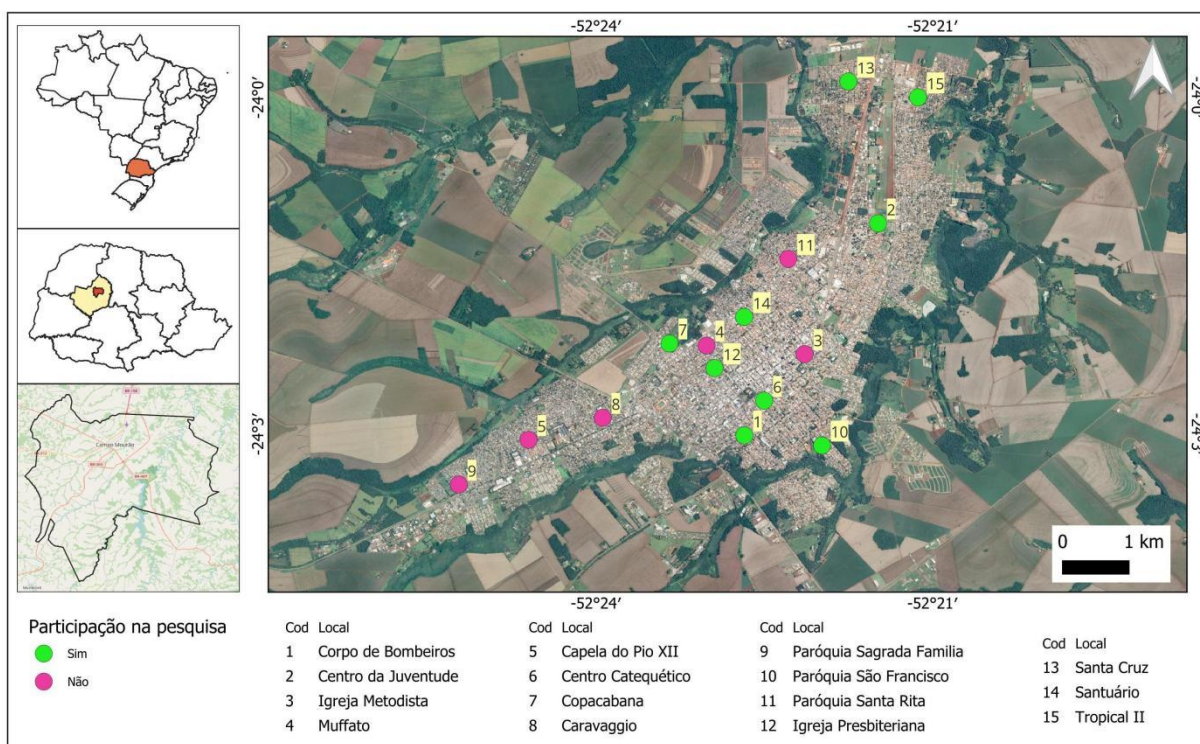 -52°24′
-52°21′
-24°0′
-24°0′
13
15
2
11
14
7
4
3
12
6
8
5
1
10
9
-24°3′
-24°3′
Campo Mourão
0
1 km
-52°24′
-52°21′
Participação na pesquisa
Sim
Não
Cod Local
1 Corpo de Bombeiros
2 Centro da Juventude
3 Igreja Metodista
4 Muffato
Cod Local
5 Capela do Pio XII
6 Centro Catequético
7 Copacabana
8 Caravaggio
Cod Local
9 Paróquia Sagrada Familia
10 Paróquia São Francisco
11 Paróquia Santa Rita
12 Igreja Presbiteriana
Cod Local
13 Santa Cruz
14 Santuário
15 Tropical II